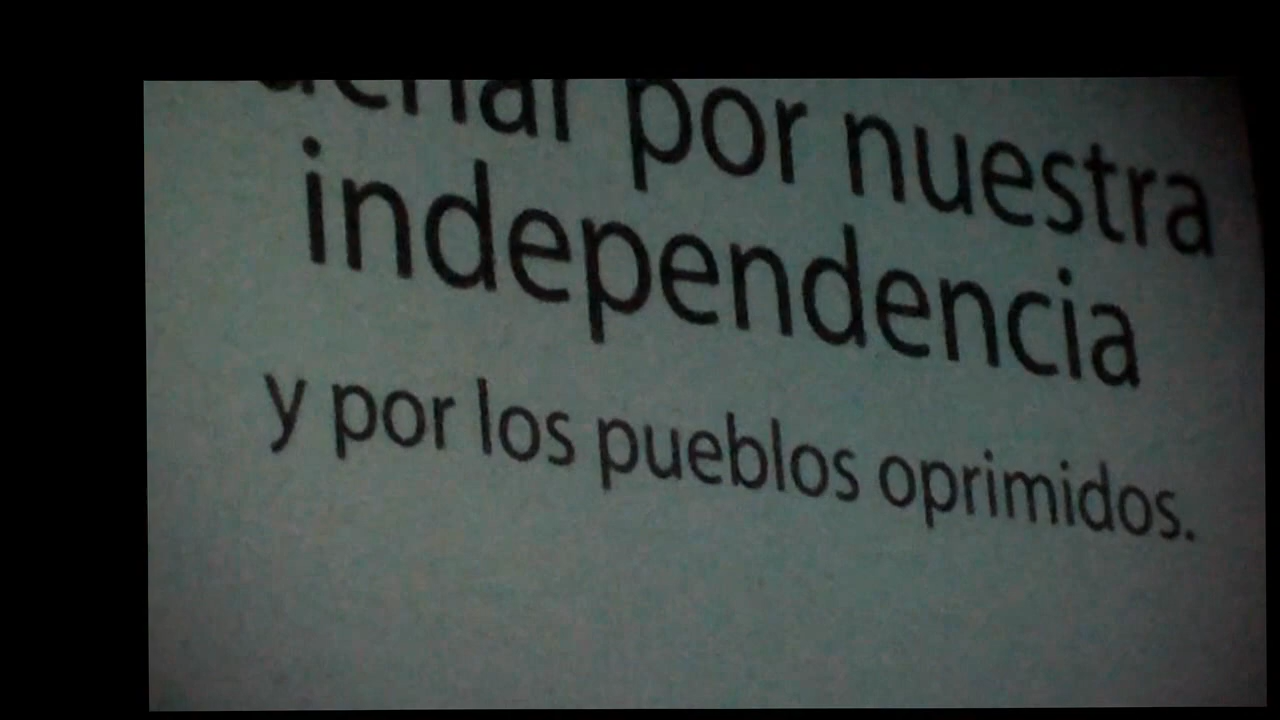 por nuestra
independencia
y por los pueblos oprimidos.